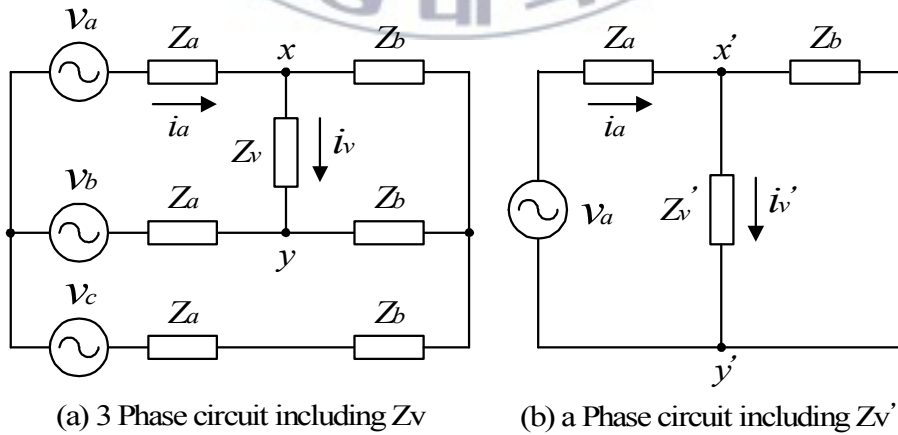 대
va
Za
x
Zb
ia
Zv
iv
vb
Za
Zb
y
vc
Za
Zb
(a) 3 Phase circuit including Zv
Za
x'
Zb
ia
va
Zv'
iv'
y'
(b) a Phase circuit including Zv'